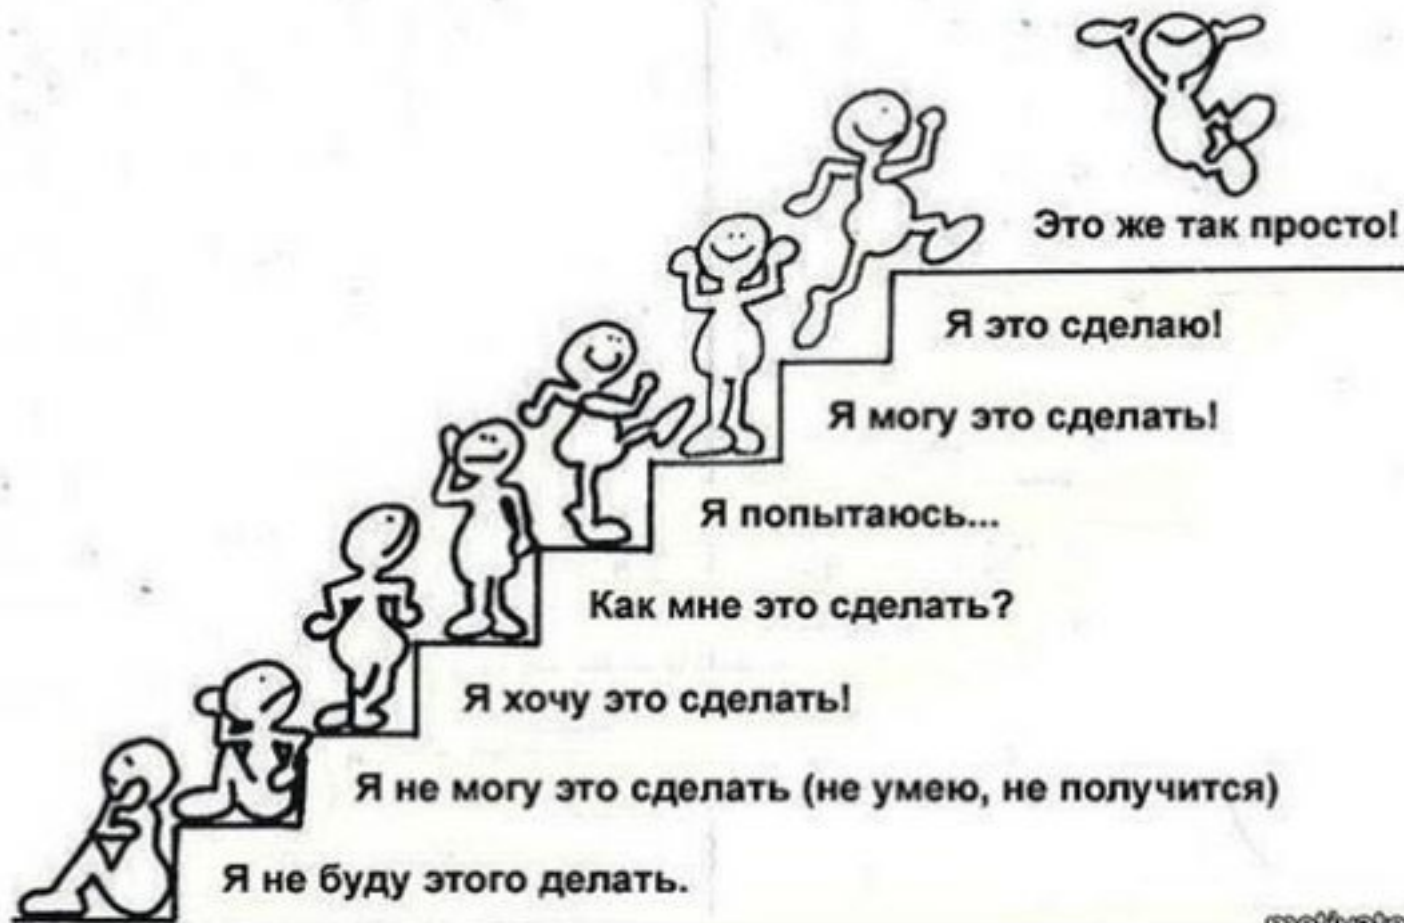 Это же так просто!
Я это сделаю!
Я могу это сделать!
Я попытаюсь...
Как мне это сделать?
Я хочу это сделать!
Я не могу это сделать (не умею, не получится)
Я не буду этого делать.